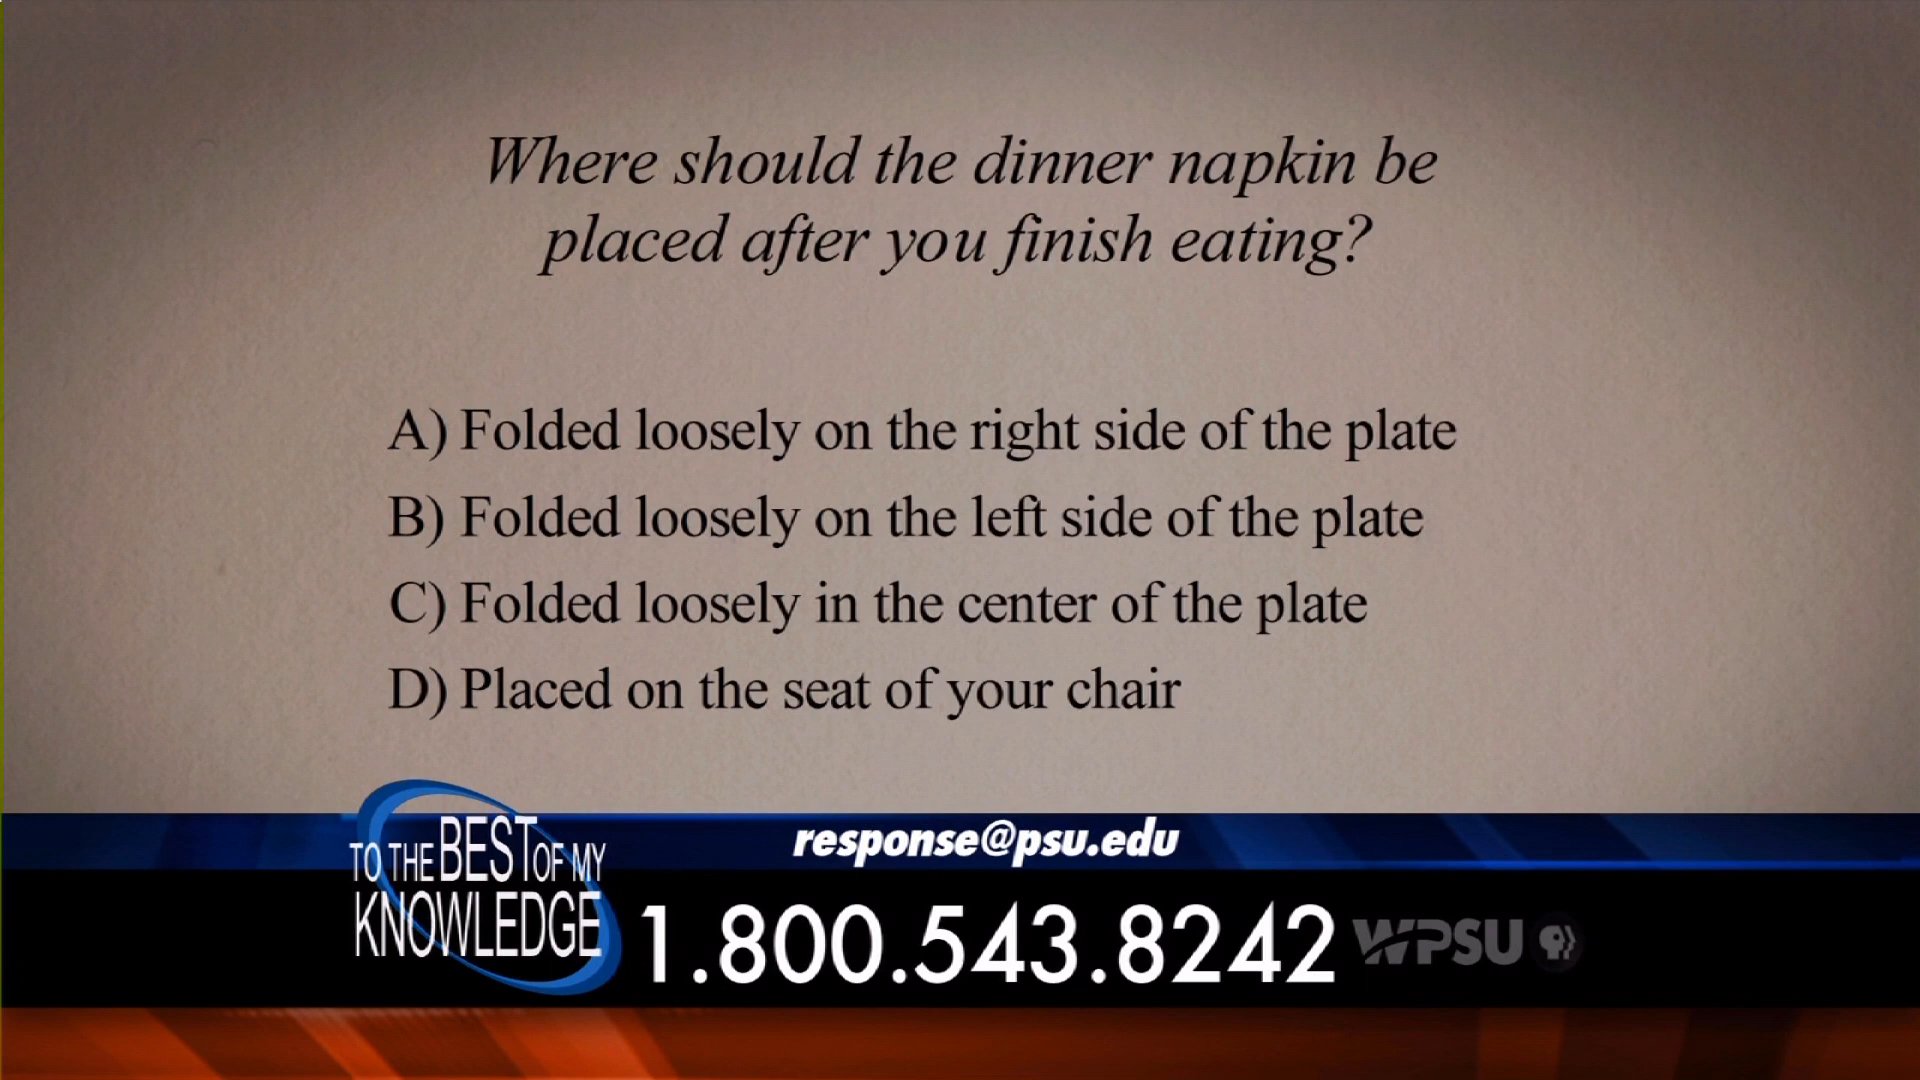 Where should the dinner napkin be
placed after you finish eating?
A) Folded loosely on the right side of the plate
B) Folded loosely on the left side of the plate
C) Folded loosely in the center of the plate
D) Placed on the seat of your chair
TO THE BEST OF MY
KNOWLEDGE
response@psu.edu
1.800.543.8242
WPSU